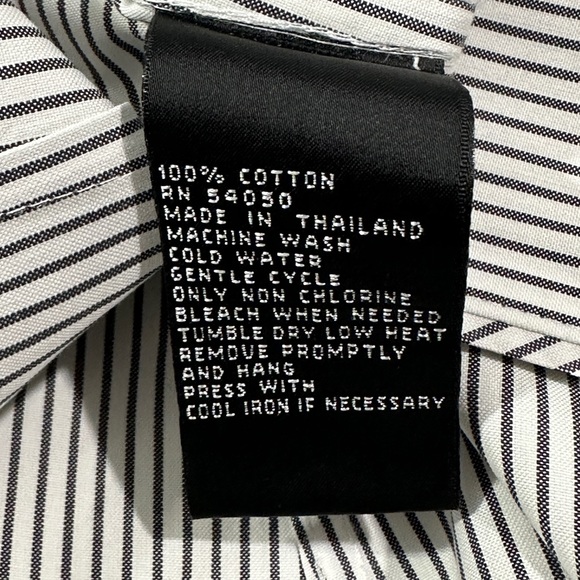 100% COTTON
RN 54050
MADE IN THAILAND
MACHINE WASH
COLD WATER
GENTLE CYCLE
ONLY NON CHLORINE
BLEACH WHEN NEEDED
TUMBLE DRY LOW HEAT
REMOVE PROMPTLY
AND HANG
PRESS WITH
COOL IRON IF NECESSARY